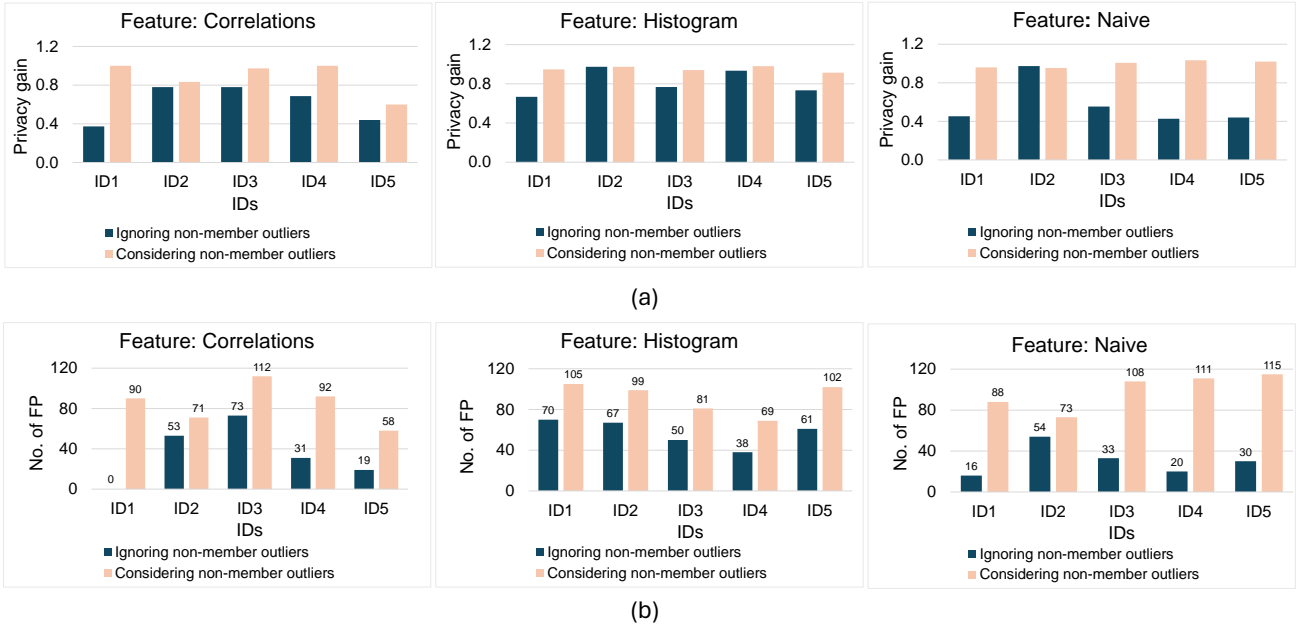 Feature: Correlations
1.2
0.8
0.4
0.0
Privacy gain
ID1 ID2 ID3 ID4 ID5
IDs
Ignoring non-member outliers
Considering non-member outliers
Feature: Histogram
1.2
0.8
0.4
0.0
Privacy gain
ID1 ID2 ID3 ID4 ID5
IDs
Ignoring non-member outliers
Considering non-member outliers
Feature: Naive
1.2
0.8
0.4
0.0
Privacy gain
ID1 ID2 ID3 ID4 ID5
IDs
Ignoring non-member outliers
Considering non-member outliers
(a)
Feature: Correlations
120
80
40
0
No. of FP
0 90 53 71 73 112 31 92 19 58
ID1 ID2 ID3 ID4 ID5
IDs
Ignoring non-member outliers
Considering non-member outliers
Feature: Histogram
120
80
40
0
No. of FP
70 105 67 99 50 81 38 69 61 102
ID1 ID2 ID3 ID4 ID5
IDs
Ignoring non-member outliers
Considering non-member outliers
Feature: Naive
120
80
40
0
No. of FP
16 88 54 73 33 108 20 111 30 115
ID1 ID2 ID3 ID4 ID5
IDs
Ignoring non-member outliers
Considering non-member outliers
(b)